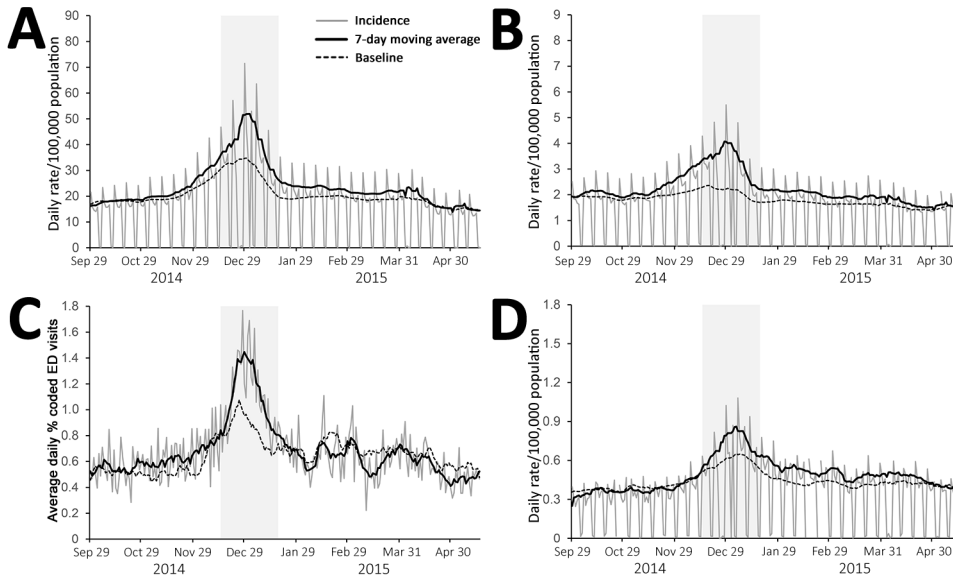 A
Daily rate/100,000 population
90
80
70
60
50
40
30
20
10
0
Incidence
7-day moving average
Baseline
Sep 29 Oct 29 Nov 29 Dec 29 Jan 29 Feb 29 Mar 31 Apr 30
2014 2015
B
Daily rate/100,000 population
9
8
7
6
5
4
3
2
1
0
Sep 29 Oct 29 Nov 29 Dec 29 Jan 29 Feb 29 Mar 31 Apr 30
2014 2015
C
Average daily % coded ED visits
1.8
1.6
1.4
1.2
1.0
0.8
0.6
0.4
0.2
0
Sep 29 Oct 29 Nov 29 Dec 29 Jan 29 Feb 29 Mar 31 Apr 30
2014 2015
D
Daily rate/100,000 population
1.8
1.5
1.2
0.9
0.6
0.3
0
Sep 29 Oct 29 Nov 29 Dec 29 Jan 29 Feb 29 Mar 31 Apr 30
2014 2015